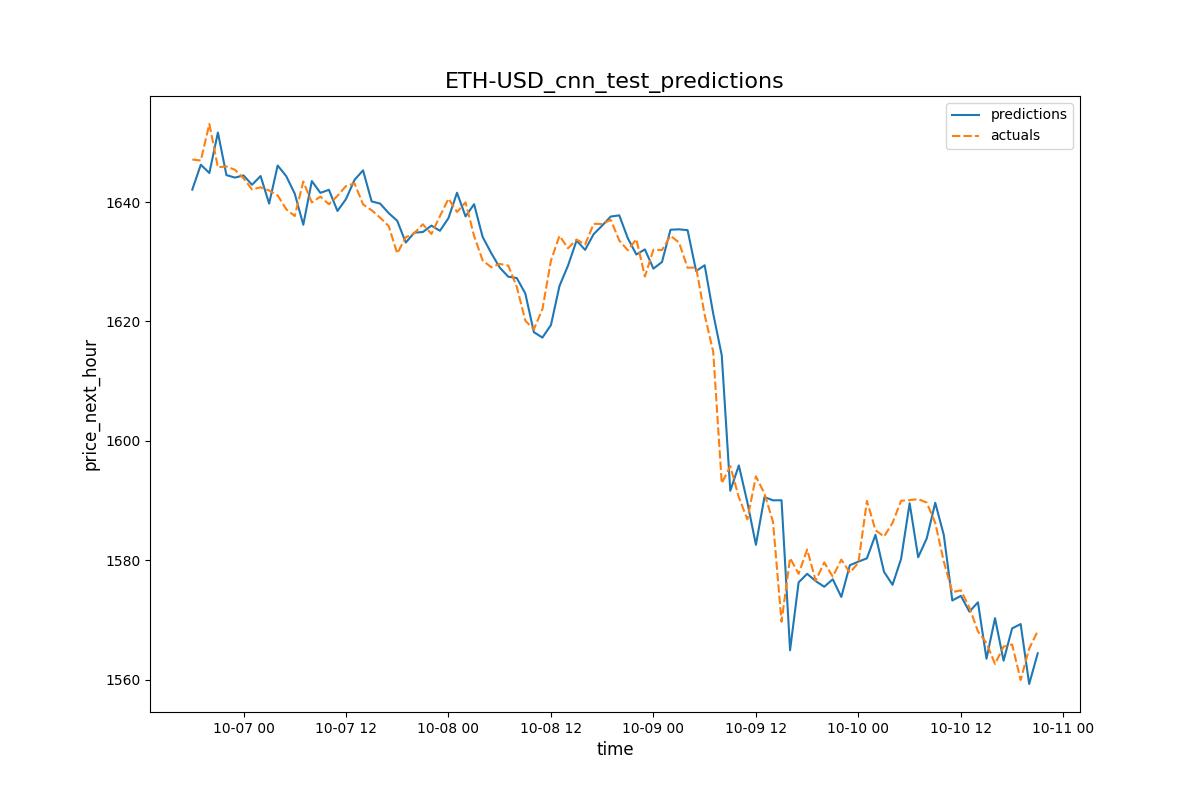 ETH-USD_cnn_test_predictions
predictions
actuals
price_next_hour
1640
1620
1600
1580
1560
10-07 00
10-07 12
10-08 00
10-08 12
10-09 00
10-09 12
10-10 00
10-10 12
10-11 00
time